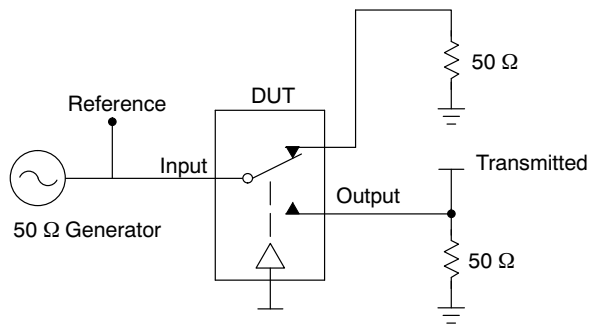 50 Ω
DUT
Reference
Input
Transmitted
Output
50 Ω Generator
50 Ω